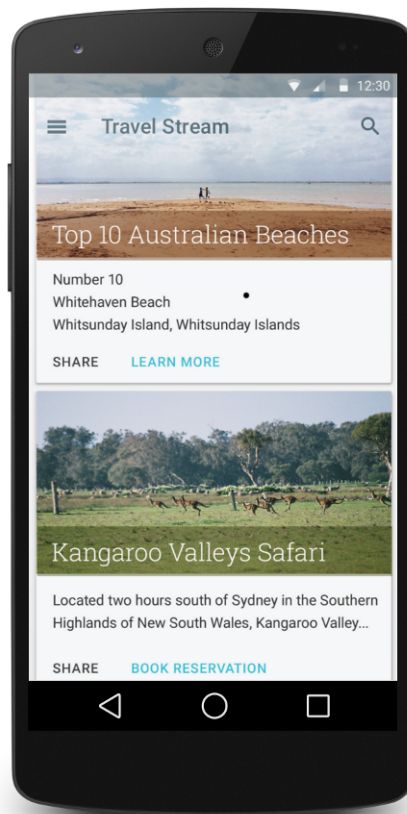 12:30
Travel Stream
Top 10 Australian Beaches
Number 10
Whitehaven Beach
Whitsunday Island, Whitsunday Islands
SHARE LEARN MORE
Kangaroo Valleys Safari
Located two hours south of Sydney in the Southern
Highlands of New South Wales, Kangaroo Valley...
SHARE BOOK RESERVATION